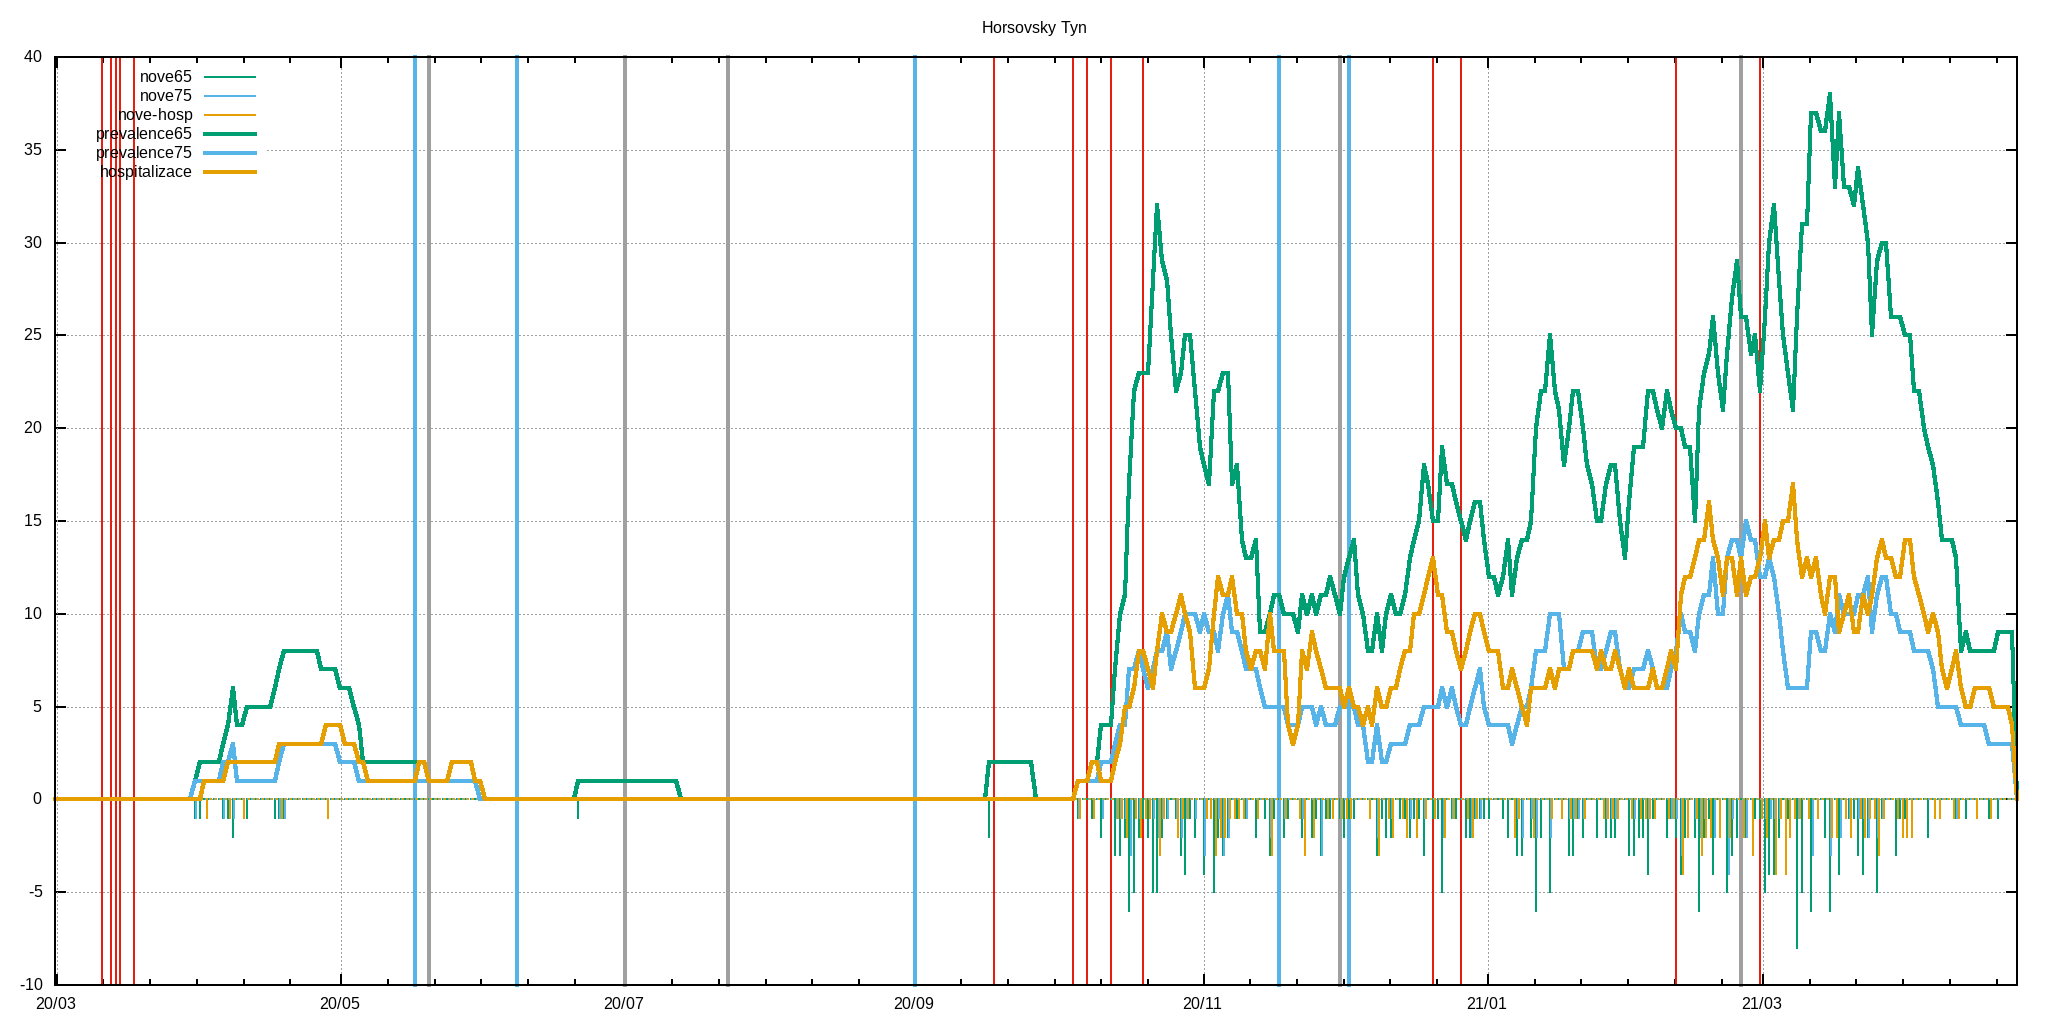 Horsovsky Tyn
40
35
30
25
20
15
10
5
0
-5
-10
nove65
nove75
nove-hosp
prevalence65
prevalence75
hospitalizace
20/03 20/05 20/07 20/09 20/11 21/01 21/03